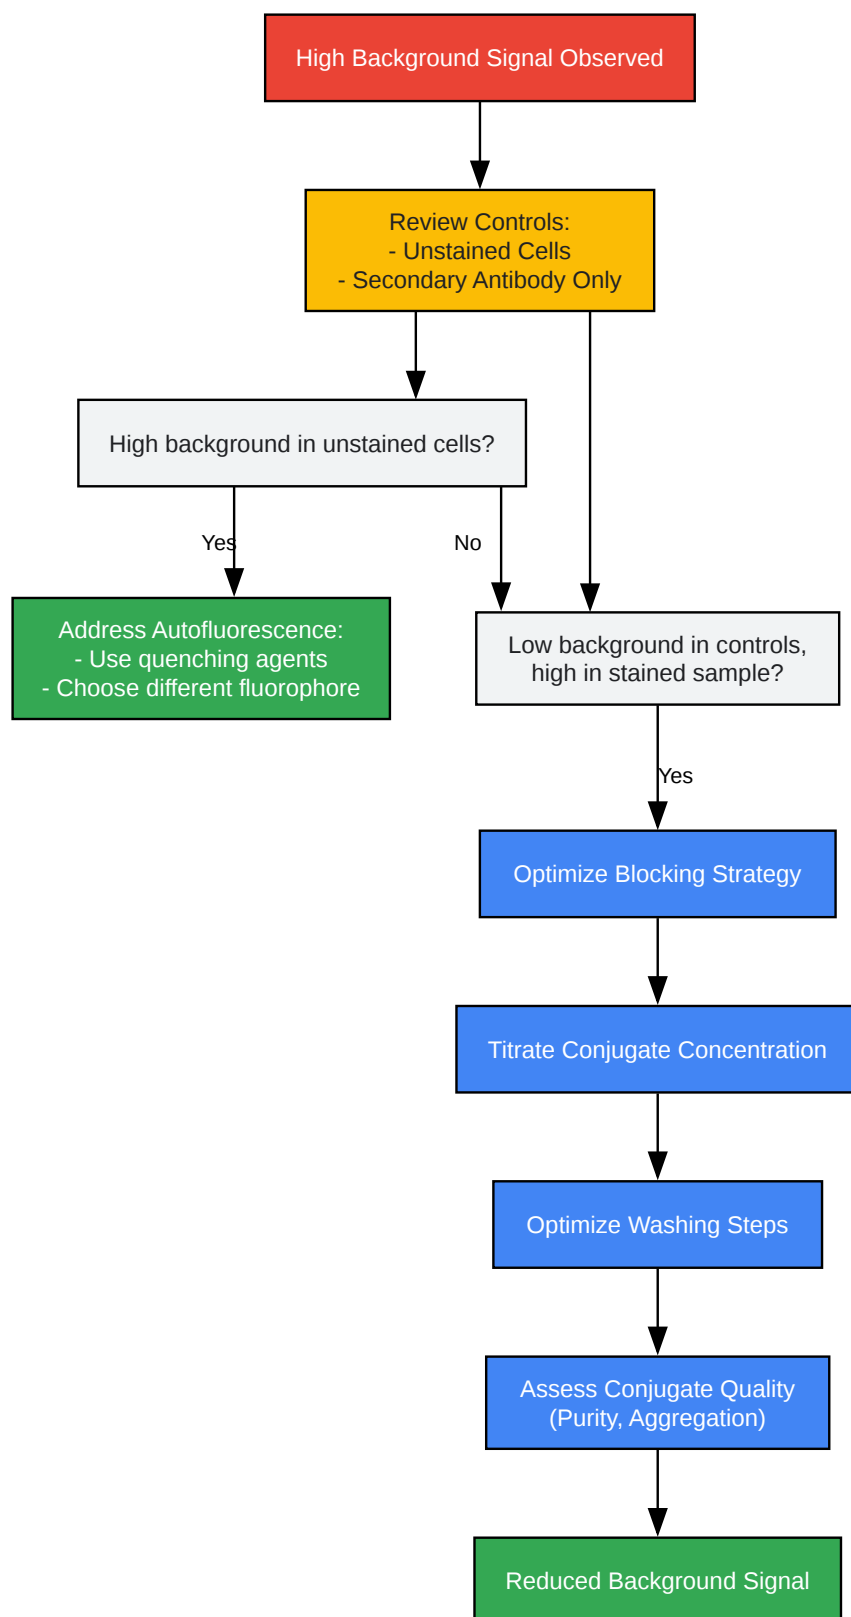 High Background Signal Observed
Review Controls:
- Unstained Cells
- Secondary Antibody Only
High background in unstained cells?
Yes
No
Address Autofluorescence:
- Use quenching agents
- Choose different fluorophore
Low background in controls,
high in stained sample?
Yes
Optimize Blocking Strategy
Titrate Conjugate Concentration
Optimize Washing Steps
Assess Conjugate Quality
(Purity, Aggregation)
Reduced Background Signal